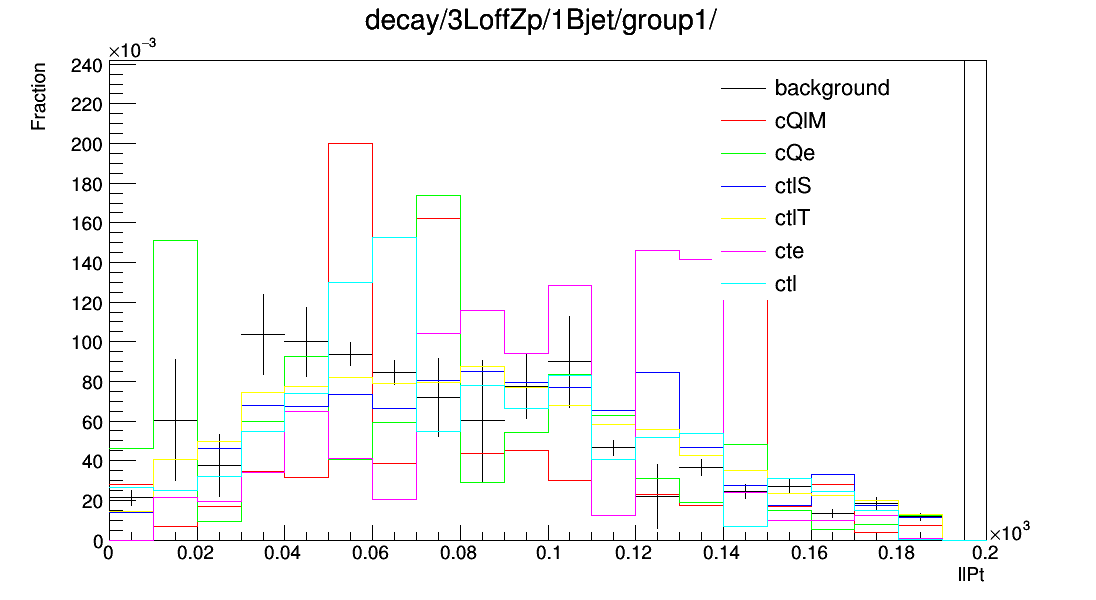 decay/3LoffZp/1Bjet/group1/
×10⁻³
Fraction
240
220
200
180
160
140
120
100
80
60
40
20
0
background
cQlM
cQe
ctlS
ctlT
cte
ctl
0 0.02 0.04 0.06 0.08 0.1 0.12 0.14 0.16 0.18 0.2
×10³
llPt